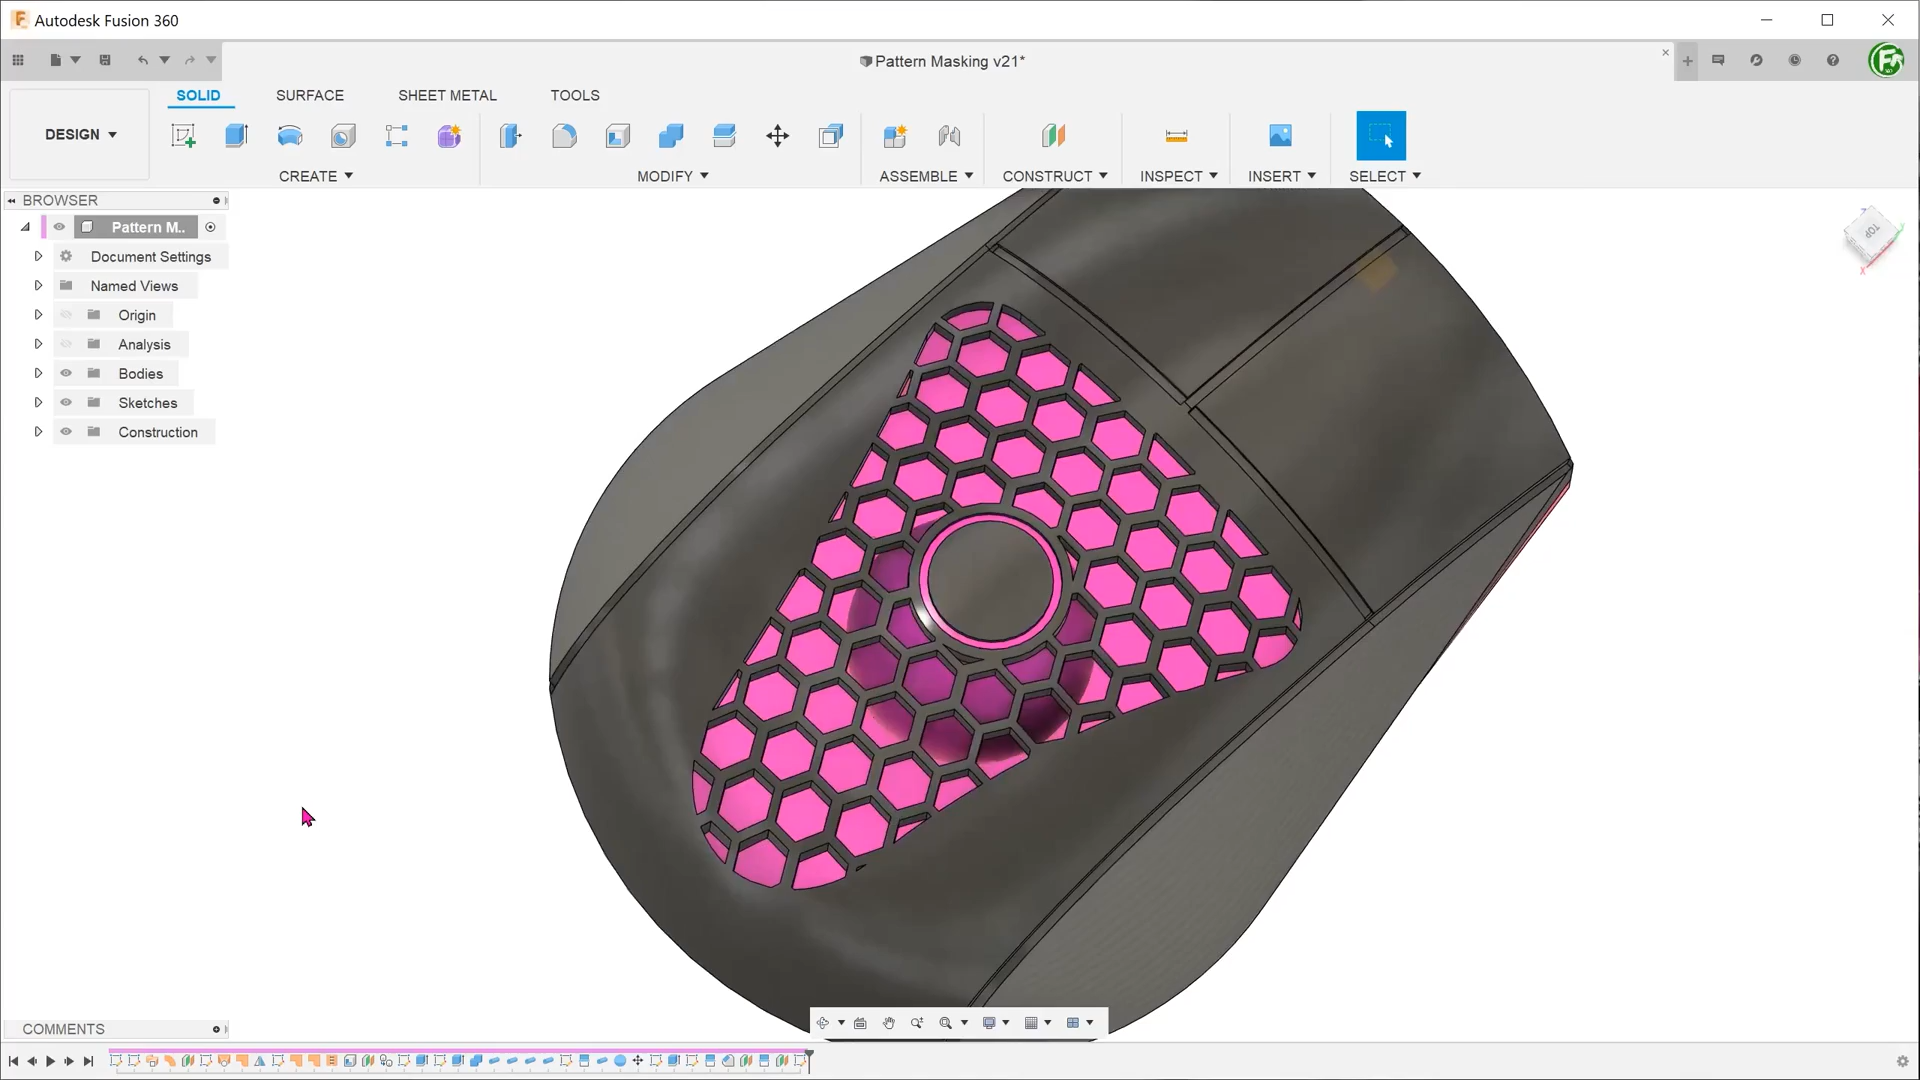 Autodesk Fusion 360
Pattern Masking v21*
DESIGN
SOLID
SURFACE
SHEET METAL
TOOLS
CREATE
MODIFY
ASSEMBLE
CONSTRUCT
INSPECT
INSERT
SELECT
BROWSER
Pattern M..
Document Settings
Named Views
Origin
Analysis
Bodies
Sketches
Construction
TOP
X
COMMENTS